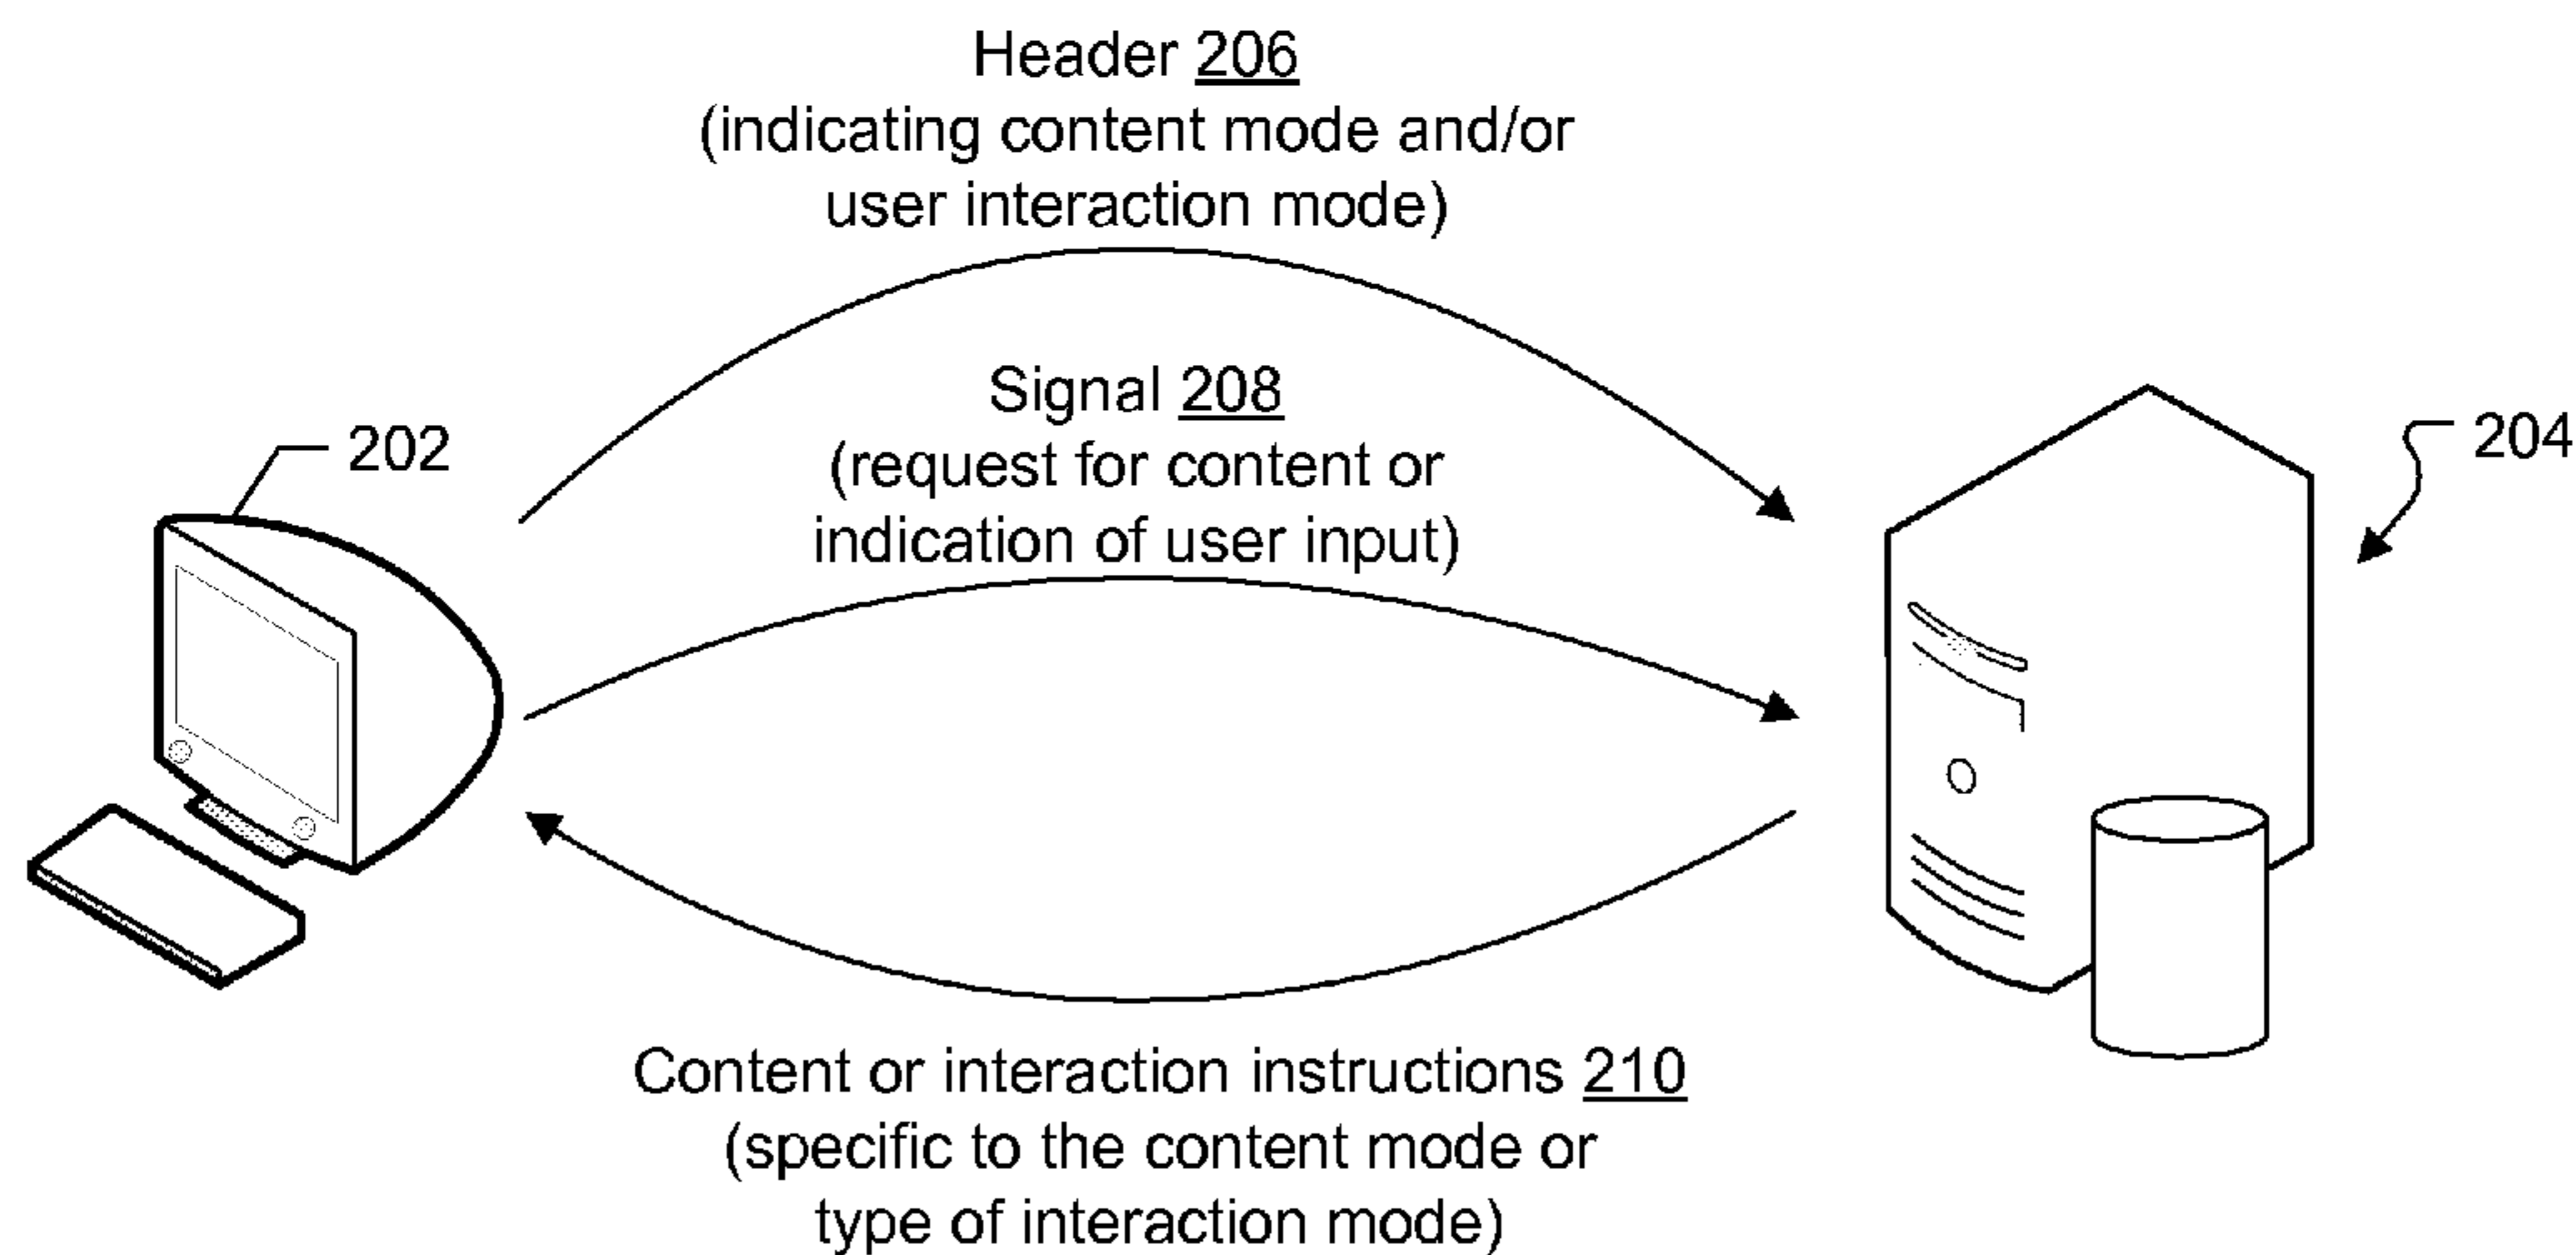 Header 206
(indicating content mode and/or
user interaction mode)
Signal 208
(request for content or
indication of user input)
202
204
Content or interaction instructions 210
(specific to the content mode or
type of interaction mode)